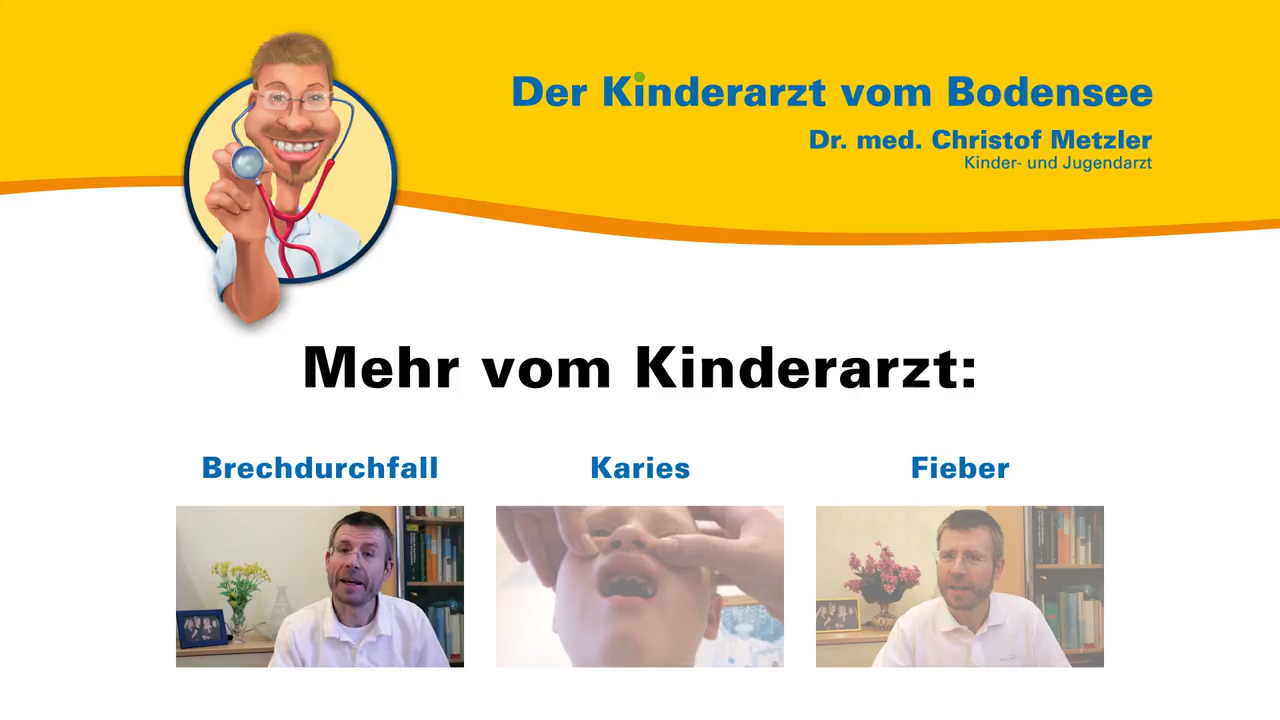 Der Kinderarzt vom Bodensee
Dr. med. Christof Metzler
Kinder- und Jugendarzt
Mehr vom Kinderarzt:
Brechdurchfall
Karies
Fieber